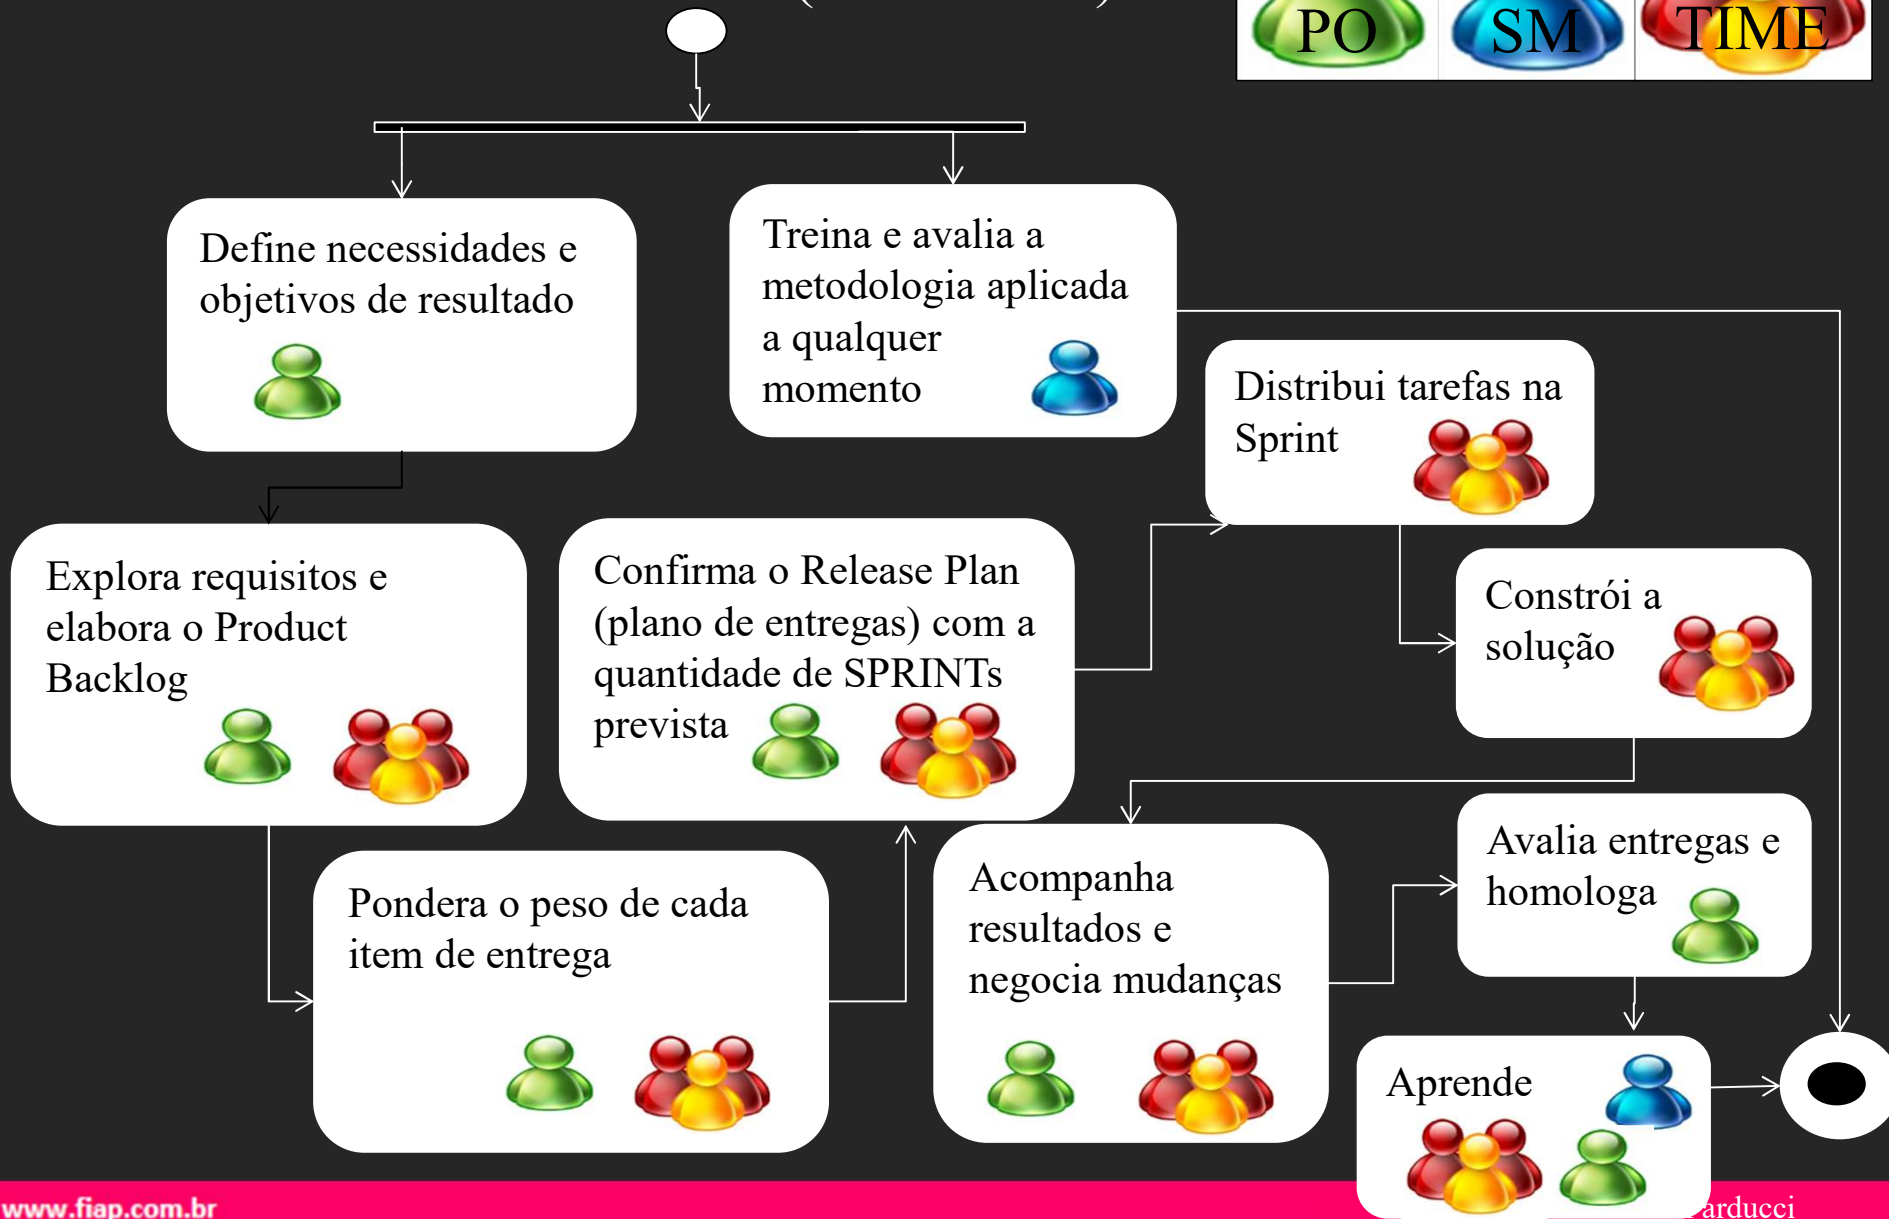 PO
SM
TIME
Define necessidades e
objetivos de resultado
Treina e avalia a
metodologia aplicada
a qualquer
momento
Distribui tarefas na
Sprint
Explora requisitos e
elabora o Product
Backlog
Confirma o Release Plan
(plano de entregas) com a
quantidade de SPRINTs
prevista
Constrói a
solução
Pondera o peso de cada
item de entrega
Acompanha
resultados e
negocia mudanças
Avalia entregas e
homologa
Aprende
www.fiap.com.br